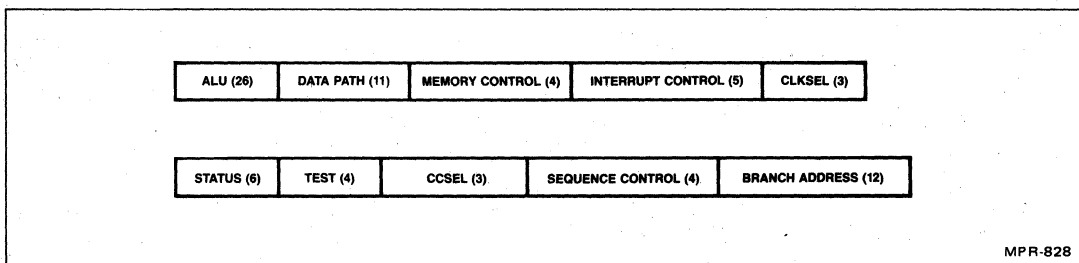 ALU (26) DATA PATH (11) MEMORY CONTROL (4) INTERRUPT CONTROL (5) CLKSEL (3)
STATUS (6) TEST (4) CCSEL (3) SEQUENCE CONTROL (4) BRANCH ADDRESS (12)
MPR-828